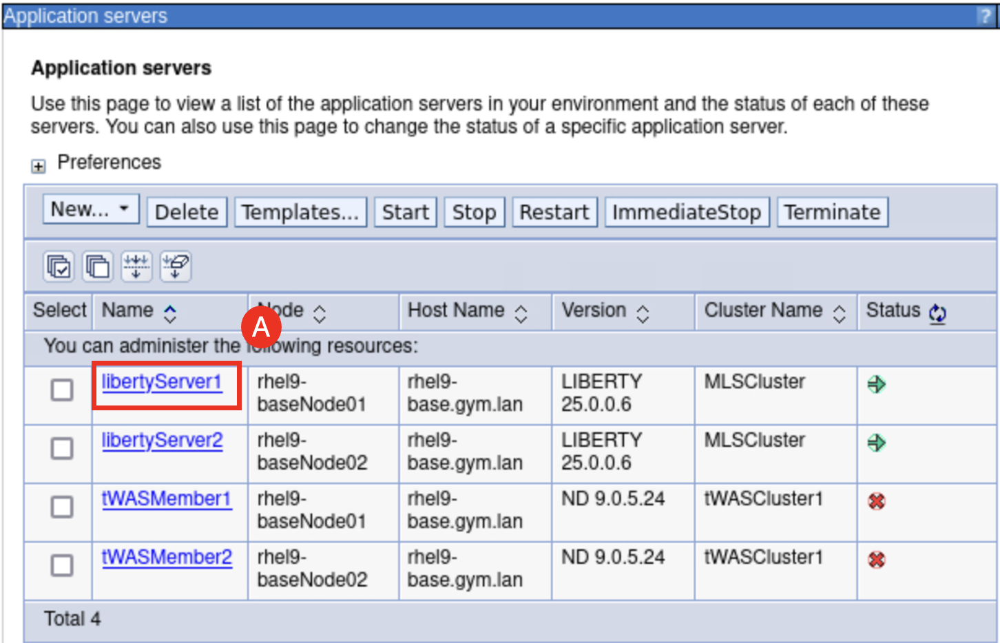 Application servers ?
Application servers
Use this page to view a list of the application servers in your environment and the status of each of these
servers. You can also use this page to change the status of a specific application server.
Preferences
New... Delete Templates... Start Stop Restart ImmediateStop Terminate
Select Name Node Host Name Version Cluster Name Status
A
You can administer the following resources:
libertyServer1 rhel9- rhel9- LIBERTY MLSCluster
baseNode01 base.gym.lan 25.0.0.6
libertyServer2 rhel9- rhel9- LIBERTY MLSCluster
baseNode02 base.gym.lan 25.0.0.6
tWASMember1 rhel9- rhel9- ND 9.0.5.24 tWASCluster1
baseNode01 base.gym.lan
tWASMember2 rhel9- rhel9- ND 9.0.5.24 tWASCluster1
baseNode02 base.gym.lan
Total 4